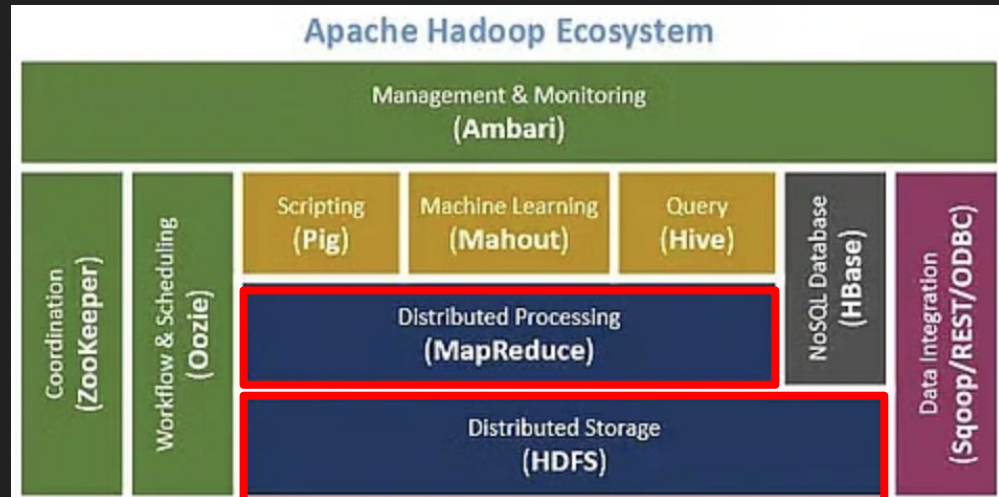 Apache Hadoop Ecosystem
Management & Monitoring
(Ambari)
Coordination
(ZooKeeper)
Workflow & Scheduling
(Oozie)
Scripting
(Pig)
Machine Learning
(Mahout)
Query
(Hive)
Distributed Processing
(MapReduce)
Distributed Storage
(HDFS)
NoSQL Database
(HBase)
Data Integration
(Sqoop/REST/ODBC)